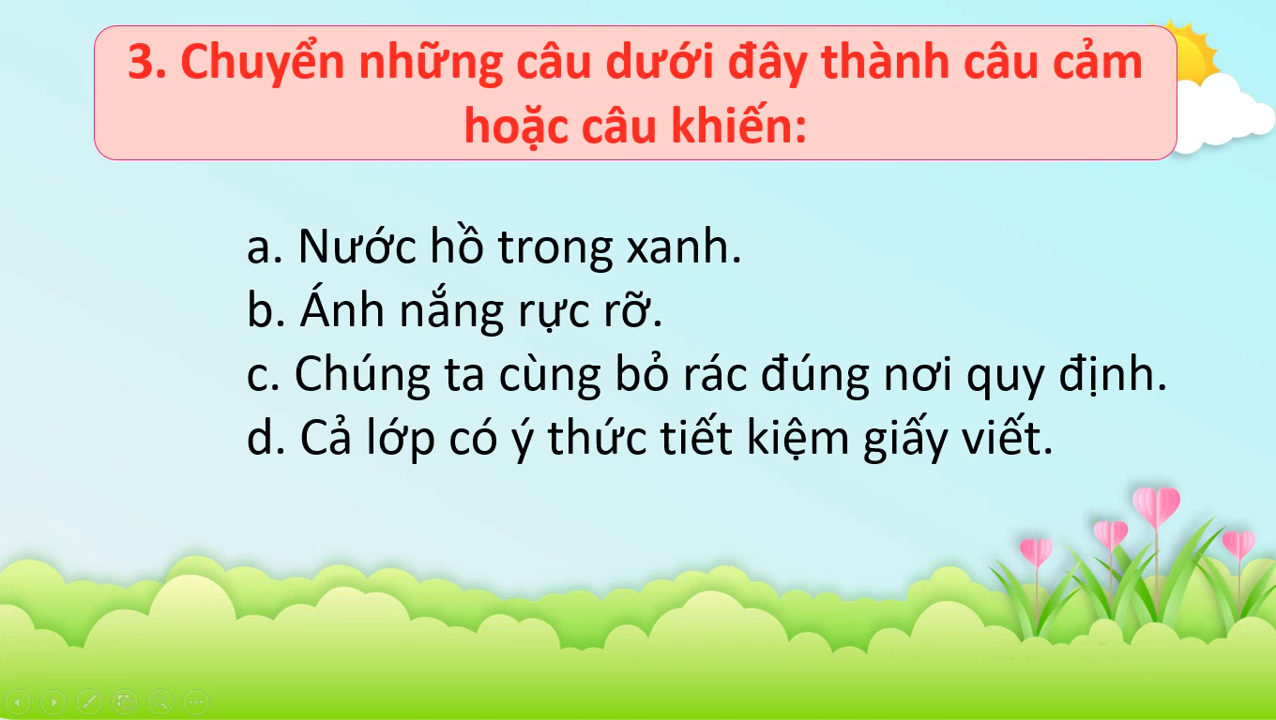 3. Chuyển những câu dưới đây thành câu cảm
hoặc câu khiến:
a. Nước hồ trong xanh.
b. Ánh nắng rực rỡ.
c. Chúng ta cùng bỏ rác đúng nơi quy định.
d. Cả lớp có ý thức tiết kiệm giấy viết.